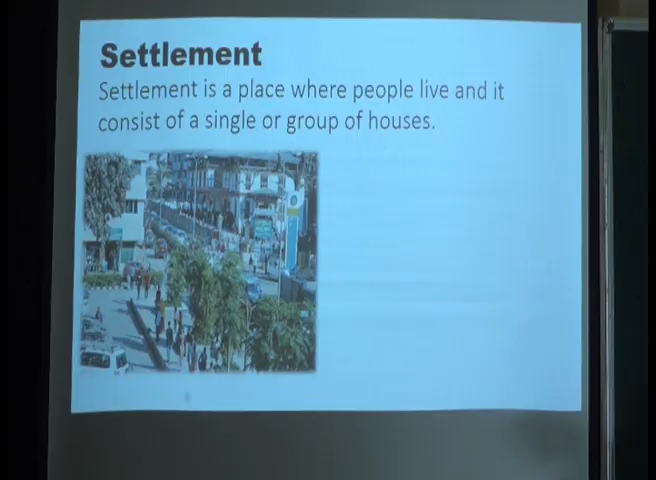 Settlement
Settlement is a place where people live and it
consist of a single or group of houses.